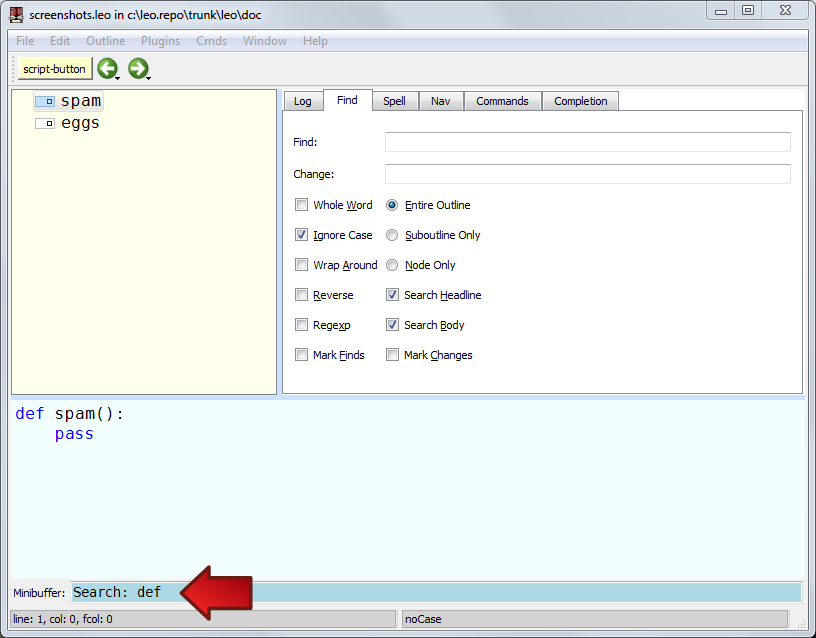 screenshots.leo in c:\leo.repo\trunk\leo\doc
File Edit Outline Plugins Cmds Window Help
script-button
spam
eggs
Log Find Spell Nav Commands Completion
Find:
Change:
Whole Word Entire Outline
Ignore Case Suboutline Only
Wrap Around Node Only
Reverse Search Headline
Regexp Search Body
Mark Finds Mark Changes
def spam():
    pass
Minibuffer: Search: def
line: 1, col: 0, fcol: 0 noCase